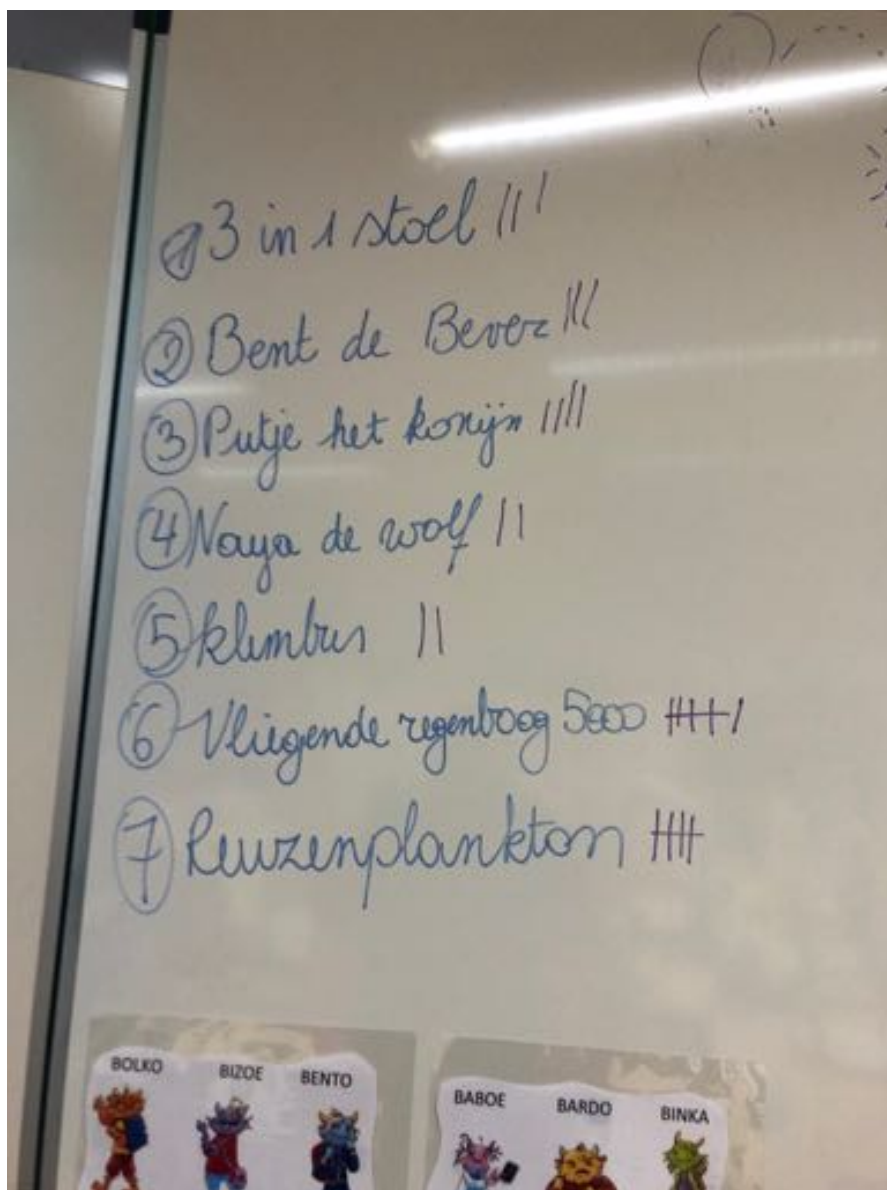 1 3 in 1 stoel |||
2 Bent de Bever |||
3 Putje het konijn ||||
4 Naya de wolf ||
5 klimbus ||
6 Vliegende regenboog 5000 |||||​|
7 Reuzenplankton |||||
BOLKO BIZOE BENTO
BABOE BARDO BINKA